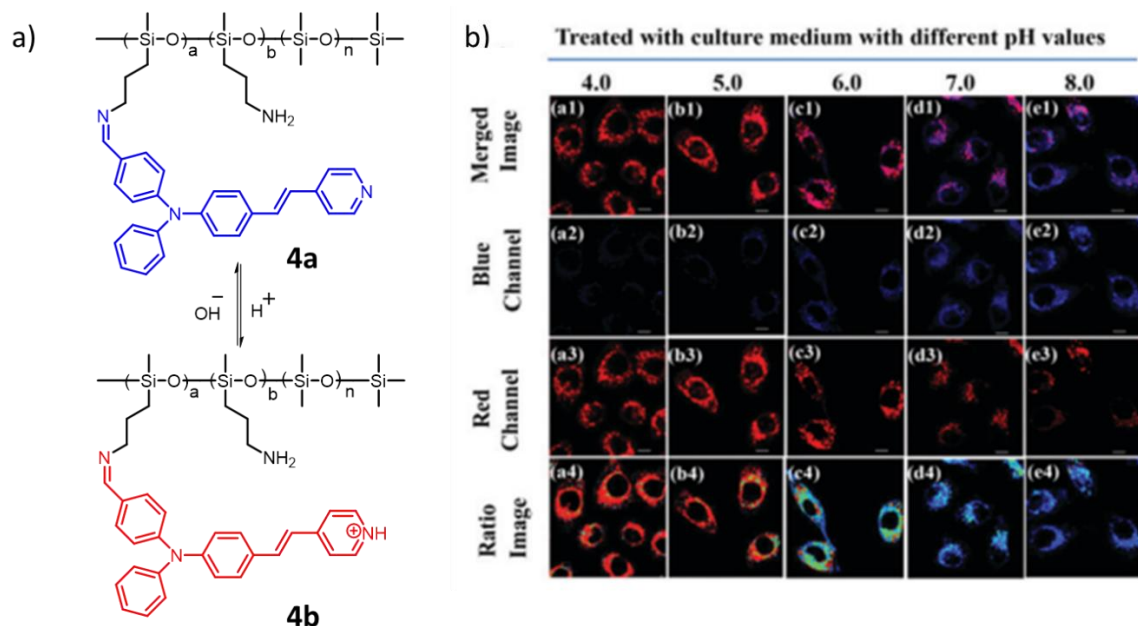 a)
Si O a Si O b Si O n Si
N
NH2
N
N
4a
OH− H+
Si O a Si O b Si O n Si
N
NH2
N
+
NH
4b
b)
Treated with culture medium with different pH values
4.0 5.0 6.0 7.0 8.0
Merged
Image
(a1) (b1) (c1) (d1) (e1)
Blue
Channel
(a2) (b2) (c2) (d2) (e2)
Red
Channel
(a3) (b3) (c3) (d3) (e3)
Ratio
Image
(a4) (b4) (c4) (d4) (e4)